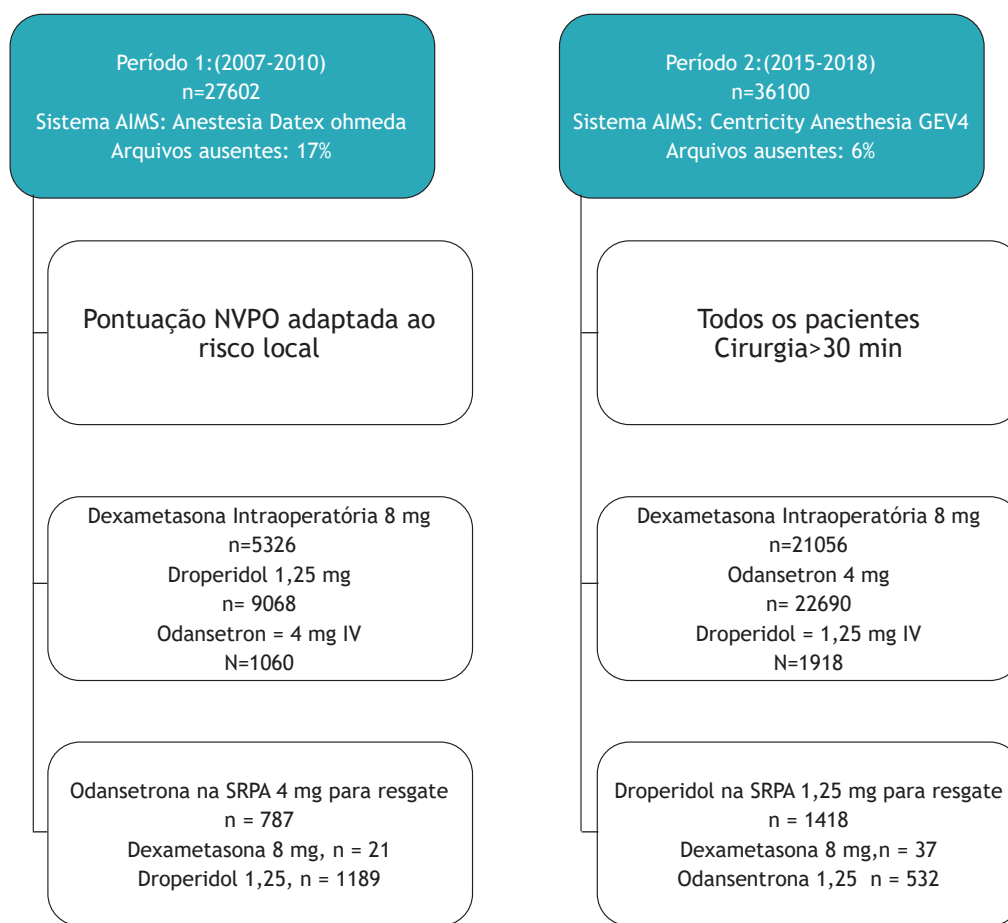 Período 1:(2007-2010)
n=27602
Sistema AIMS: Anestesia Datex ohmeda
Arquivos ausentes: 17%
Pontuação NVPO adaptada ao
risco local
Dexametasona Intraoperatória 8 mg
n=5326
Droperidol 1,25 mg
n= 9068
Odansetron = 4 mg IV
N=1060
Odansetrona na SRPA 4 mg para resgate
n = 787
Dexametasona 8 mg, n = 21
Droperidol 1,25, n = 1189
Período 2:(2015-2018)
n=36100
Sistema AIMS: Centricity Anesthesia GEV4
Arquivos ausentes: 6%
Todos os pacientes
Cirurgia>30 min
Dexametasona Intraoperatória 8 mg
n=21056
Odansetron 4 mg
n= 22690
Droperidol = 1,25 mg IV
N=1918
Droperidol na SRPA 1,25 mg para resgate
n = 1418
Dexametasona 8 mg,n = 37
Odansentrona 1,25 n = 532